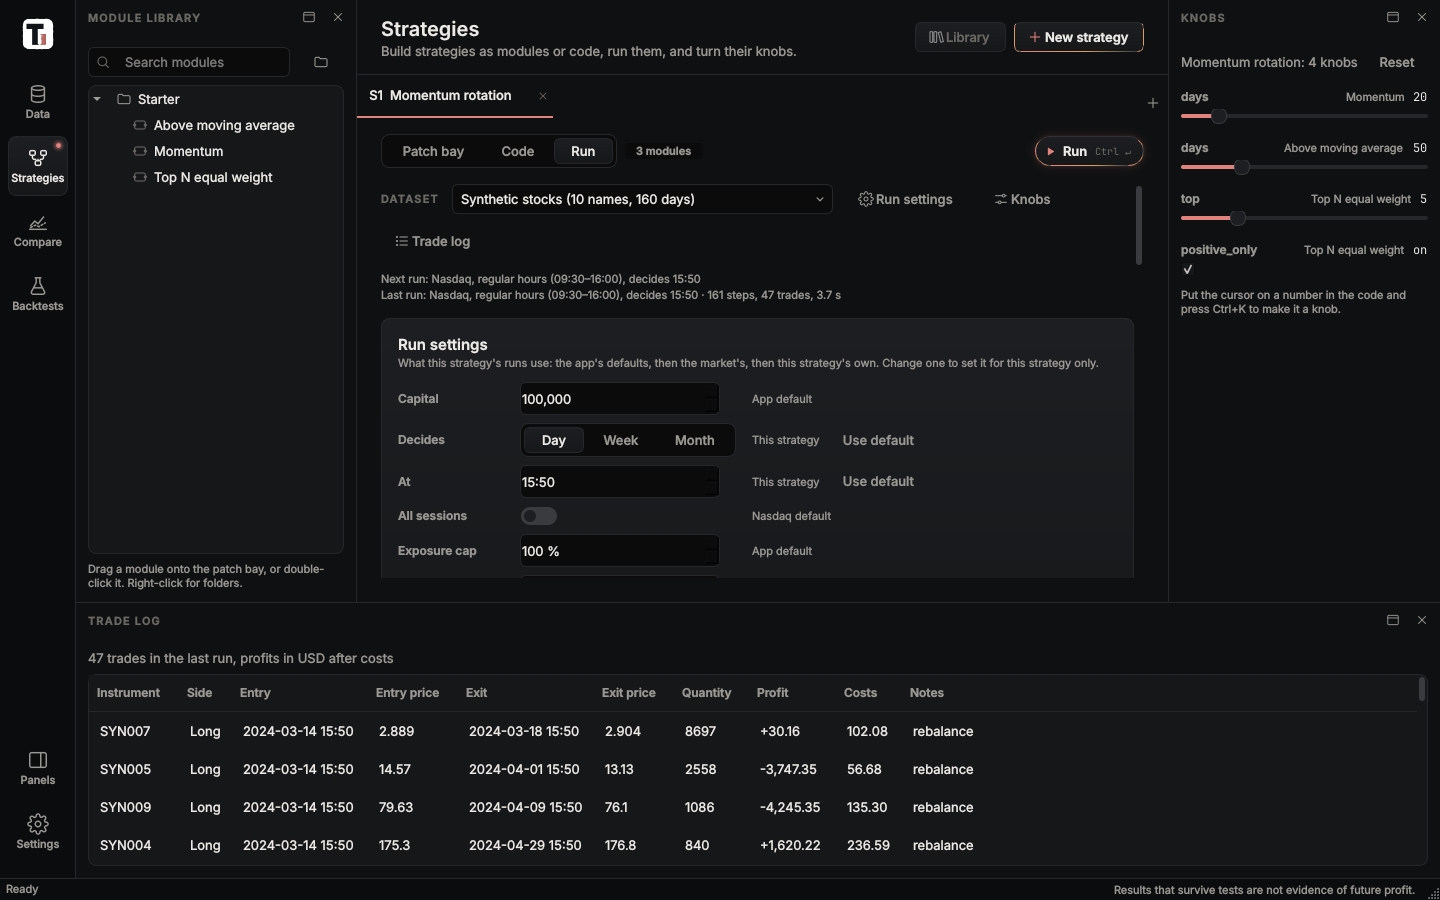 MODULE LIBRARY
Search modules
Starter
Above moving average
Momentum
Top N equal weight
Drag a module onto the patch bay, or double-
click it. Right-click for folders.
Data
Strategies
Compare
Backtests
Panels
Settings
Strategies
Build strategies as modules or code, run them, and turn their knobs.
Library
+ New strategy
S1 Momentum rotation
Patch bay Code Run 3 modules
Run Ctrl ↵
DATASET Synthetic stocks (10 names, 160 days) Run settings Knobs
Trade log
Next run: Nasdaq, regular hours (09:30–16:00), decides 15:50
Last run: Nasdaq, regular hours (09:30–16:00), decides 15:50 · 161 steps, 47 trades, 3.7 s
Run settings
What this strategy's runs use: the app's defaults, then the market's, then this strategy's own. Change one to set it for this strategy only.
Capital 100,000 App default
Decides Day Week Month This strategy Use default
At 15:50 This strategy Use default
All sessions Nasdaq default
Exposure cap 100 % App default
KNOBS
Momentum rotation: 4 knobs Reset
days Momentum 20
days Above moving average 50
top Top N equal weight 5
positive_only Top N equal weight on
Put the cursor on a number in the code and
press Ctrl+K to make it a knob.
TRADE LOG
47 trades in the last run, profits in USD after costs
Instrument Side Entry Entry price Exit Exit price Quantity Profit Costs Notes
SYN007 Long 2024-03-14 15:50 2.889 2024-03-18 15:50 2.904 8697 +30.16 102.08 rebalance
SYN005 Long 2024-03-14 15:50 14.57 2024-04-01 15:50 13.13 2558 -3,747.35 56.68 rebalance
SYN009 Long 2024-03-14 15:50 79.63 2024-04-09 15:50 76.1 1086 -4,245.35 135.30 rebalance
SYN004 Long 2024-03-14 15:50 175.3 2024-04-29 15:50 176.8 840 +1,620.22 236.59 rebalance
Ready
Results that survive tests are not evidence of future profit.